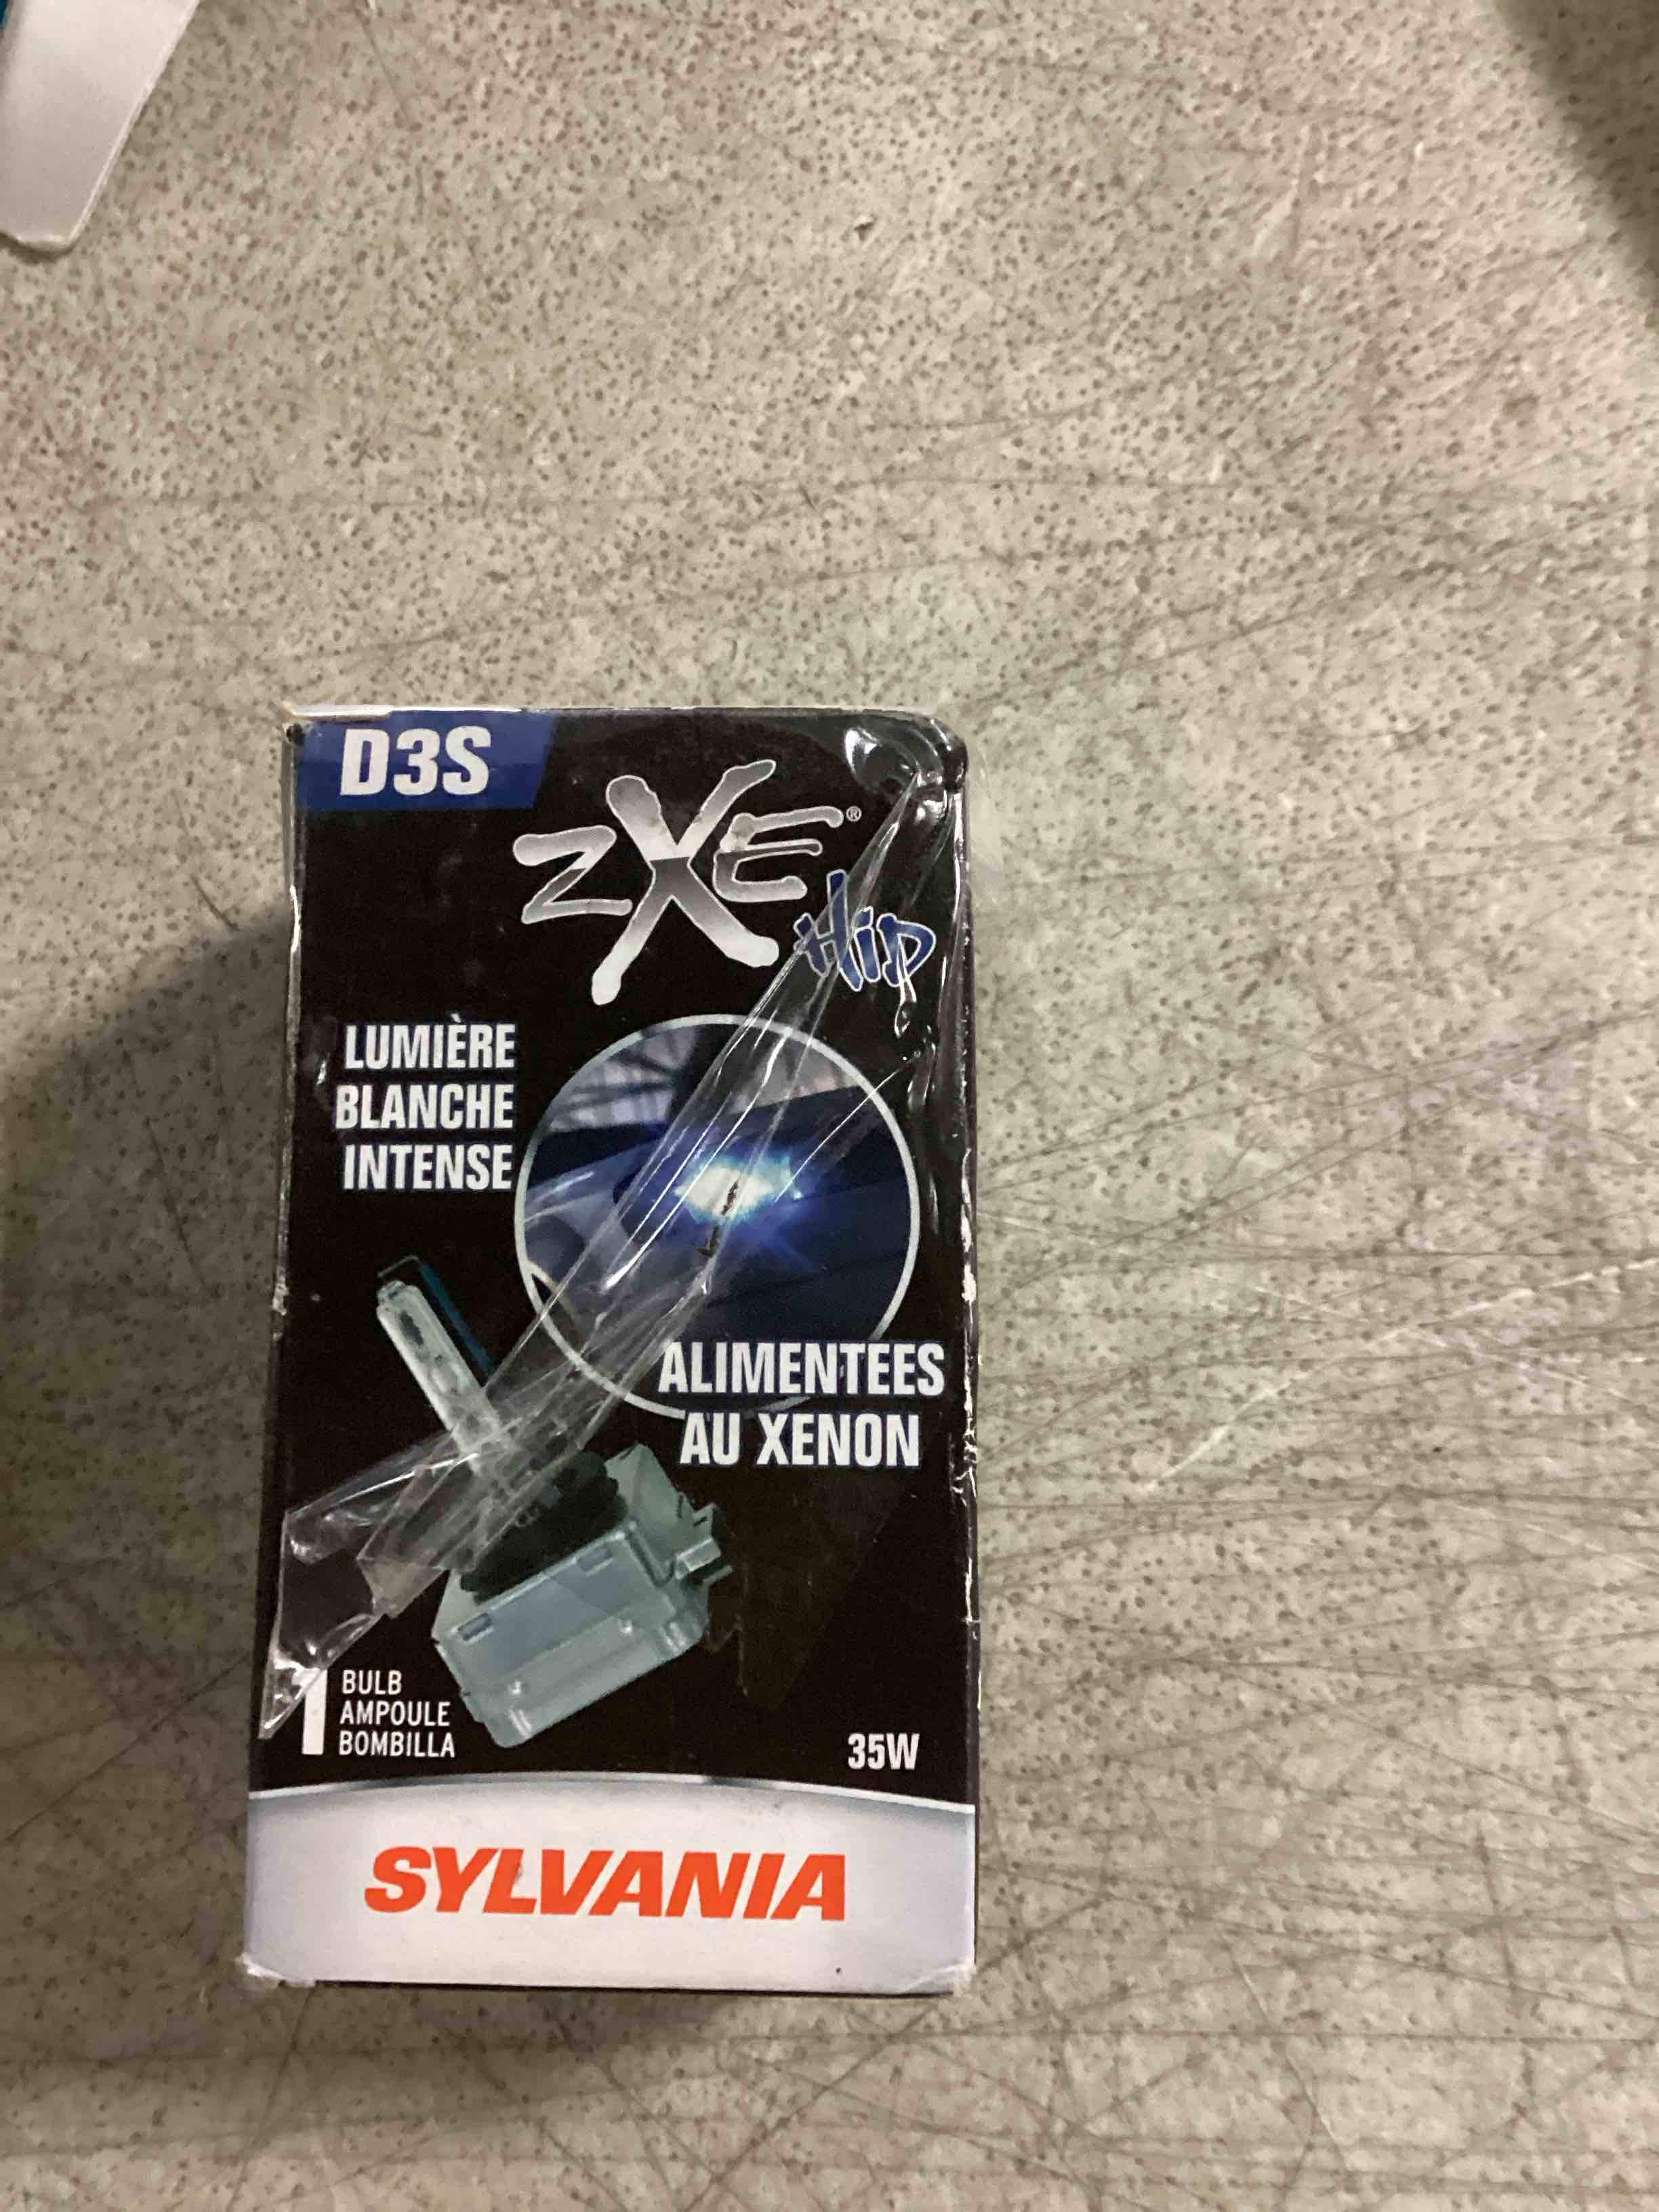 D3S
ZXE®
HID
LUMIÈRE
BLANCHE
INTENSE
ALIMENTEES
AU XENON
1
BULB
AMPOULE
BOMBILLA
35W
SYLVANIA